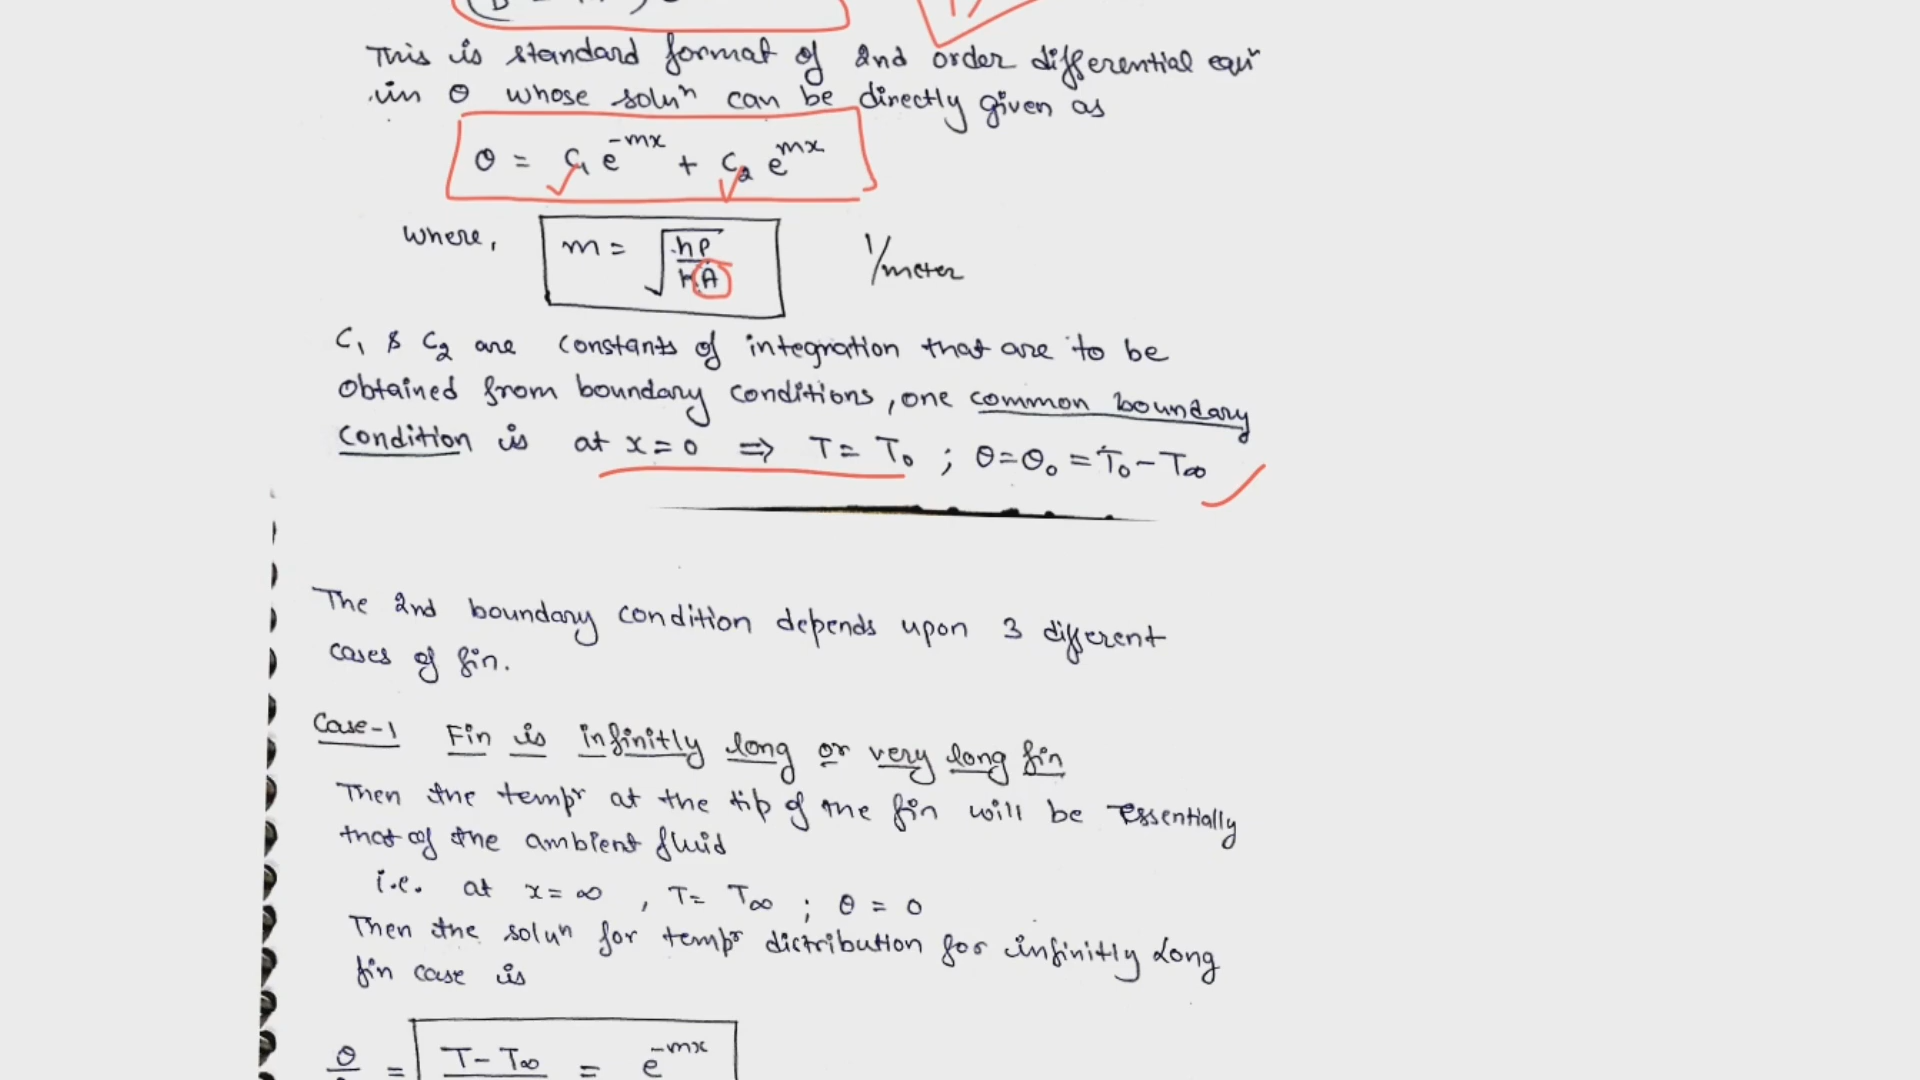 This is standard format of 2nd order differential equⁿ
in θ whose soluⁿ can be directly given as
θ = C₁ e^-mx + C₂ e^mx
where, m = √(hP/kA) 1/meter
C₁ & C₂ are constants of integration that are to be
obtained from boundary conditions, one common boundary
condition is at x=0 ⇒ T= T₀ ; θ=θ₀ = T₀-T∞
The 2nd boundary condition depends upon 3 different
cases of fin.
Case-1 Fin is infinitly long or very long fin
Then the tempʳ at the tip of the fin will be essentially
that of the ambient fluid
i.e. at x=∞ , T= T∞ ; θ = 0
Then the soluⁿ for tempʳ distribution for infinitly long
fin case is
θ = T- T∞ = e^-mx